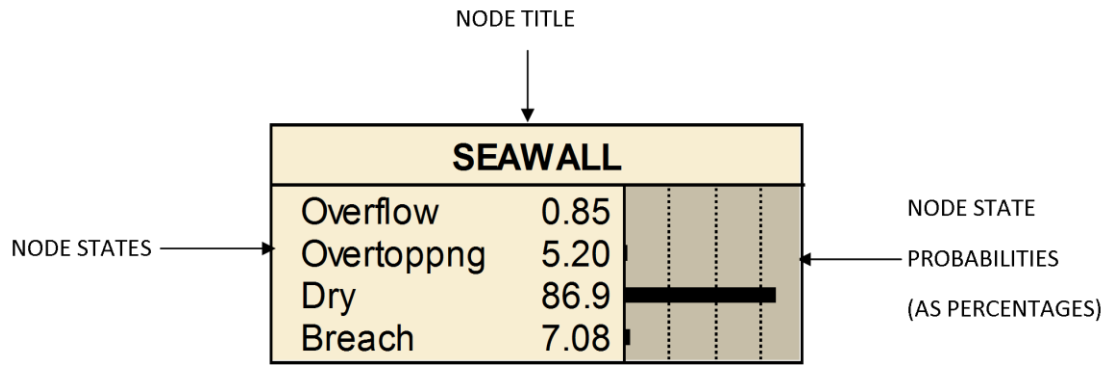 NODE TITLE
SEAWALL
Overflow 0.85
Overtoppng 5.20
Dry 86.9
Breach 7.08
NODE STATES
NODE STATE
PROBABILITIES
(AS PERCENTAGES)